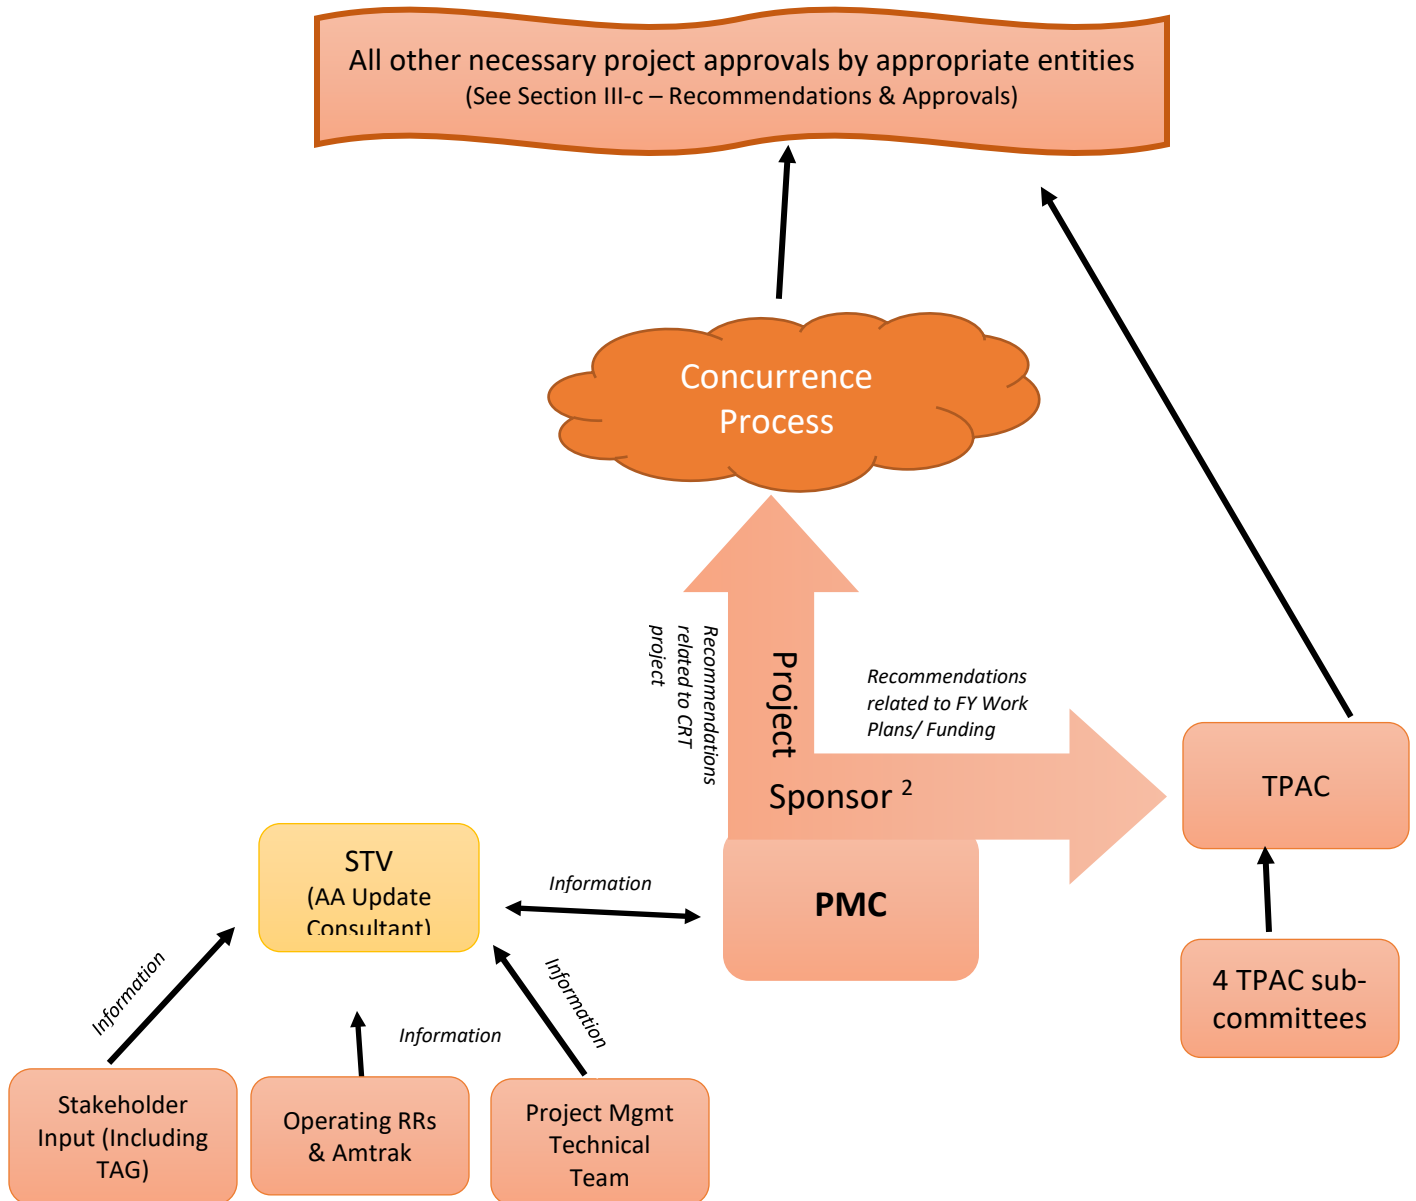 All other necessary project approvals by appropriate entities
(See Section III-c – Recommendations & Approvals)
Concurrence
Process
Recommendations
related to CRT
project
Project
Sponsor 2
Recommendations
related to FY Work
Plans/ Funding
TPAC
STV
(AA Update
Consultant)
Information
PMC
4 TPAC sub-
committees
Information
Information
Information
Stakeholder
Input (Including
TAG)
Operating RRs
& Amtrak
Project Mgmt
Technical
Team